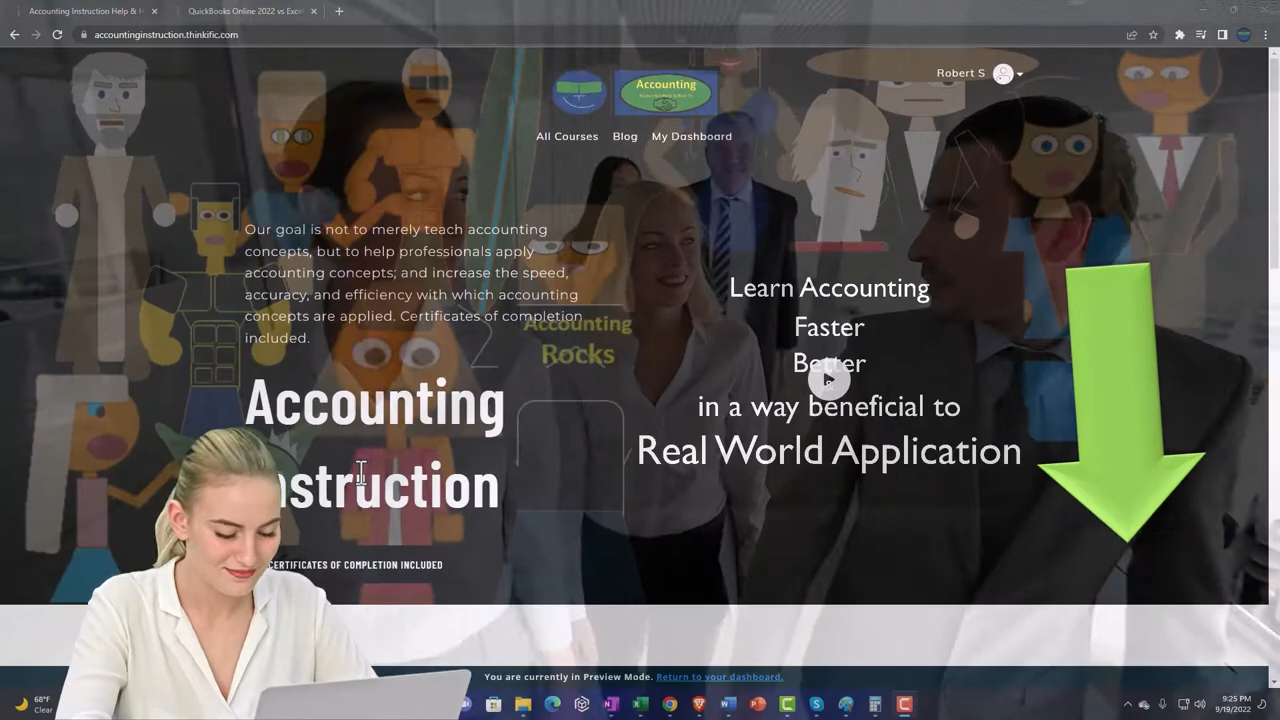 Accounting Instruction Help & H
QuickBooks Online 2022 vs Excel
accountinginstruction.thinkific.com
Accounting
Robert S
All Courses
Blog
My Dashboard
Our goal is not to merely teach accounting
concepts, but to help professionals apply
accounting concepts; and increase the speed,
accuracy, and efficiency with which accounting
concepts are applied. Certificates of completion
included.
Accounting
Rocks
Accounting
nstruction
CERTIFICATES OF COMPLETION INCLUDED
Learn Accounting
Faster
Better
&
in a way beneficial to
Real World Application
You are currently in Preview Mode. Return to your dashboard.
68°F
Clear
9:25 PM
9/19/2022